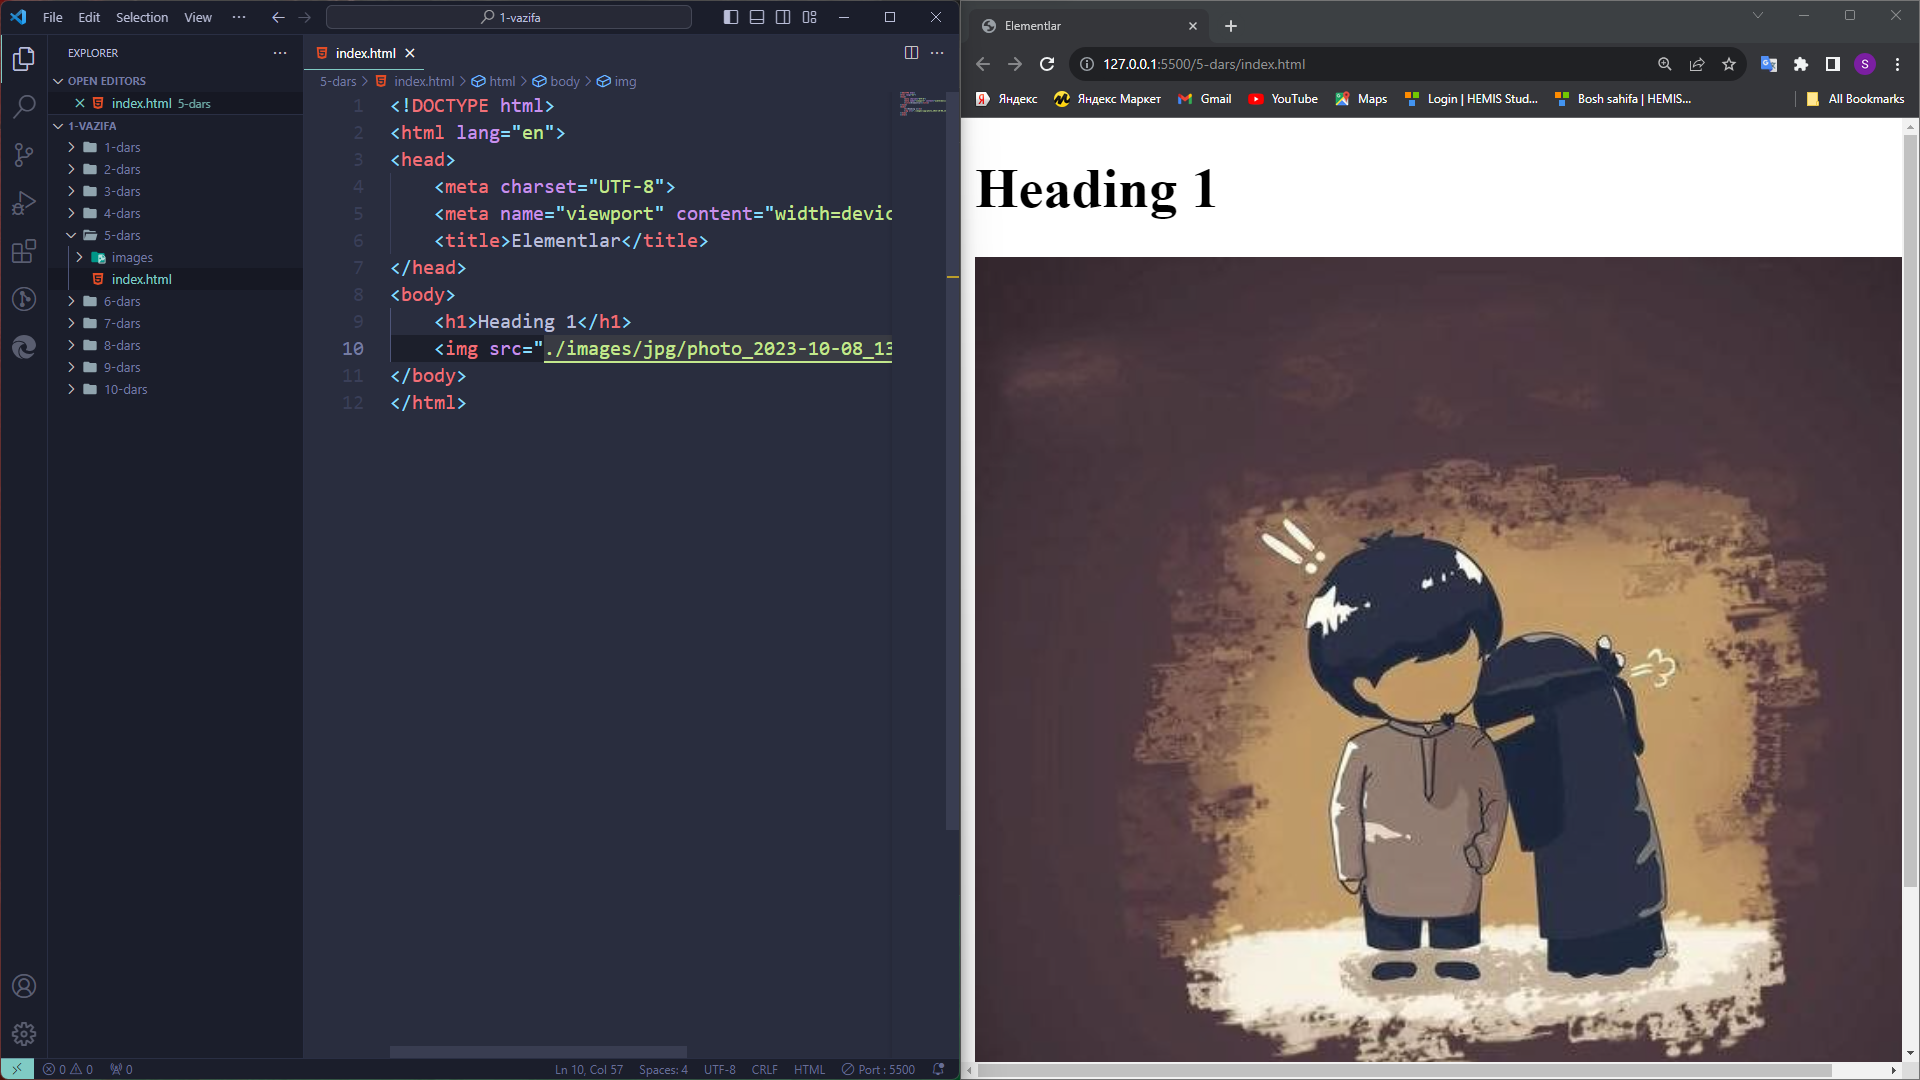 File Edit Selection View ... 1-vazifa
EXPLORER
OPEN EDITORS
index.html 5-dars
1-VAZIFA
1-dars
2-dars
3-dars
4-dars
5-dars
images
index.html
6-dars
7-dars
8-dars
9-dars
10-dars
index.html
5-dars > index.html > html > body > img
1 <!DOCTYPE html>
2 <html lang="en">
3 <head>
4 <meta charset="UTF-8">
5 <meta name="viewport" content="width=devic
6 <title>Elementlar</title>
7 </head>
8 <body>
9 <h1>Heading 1</h1>
10 <img src="./images/jpg/photo_2023-10-08_13
11 </body>
12 </html>
0 0 0 Ln 10, Col 57 Spaces: 4 UTF-8 CRLF HTML Port : 5500
Elementlar
127.0.0.1:5500/5-dars/index.html
S
Яндекс Яндекс Маркет Gmail YouTube Maps Login | HEMIS Stud... Bosh sahifa | HEMIS... All Bookmarks
Heading 1